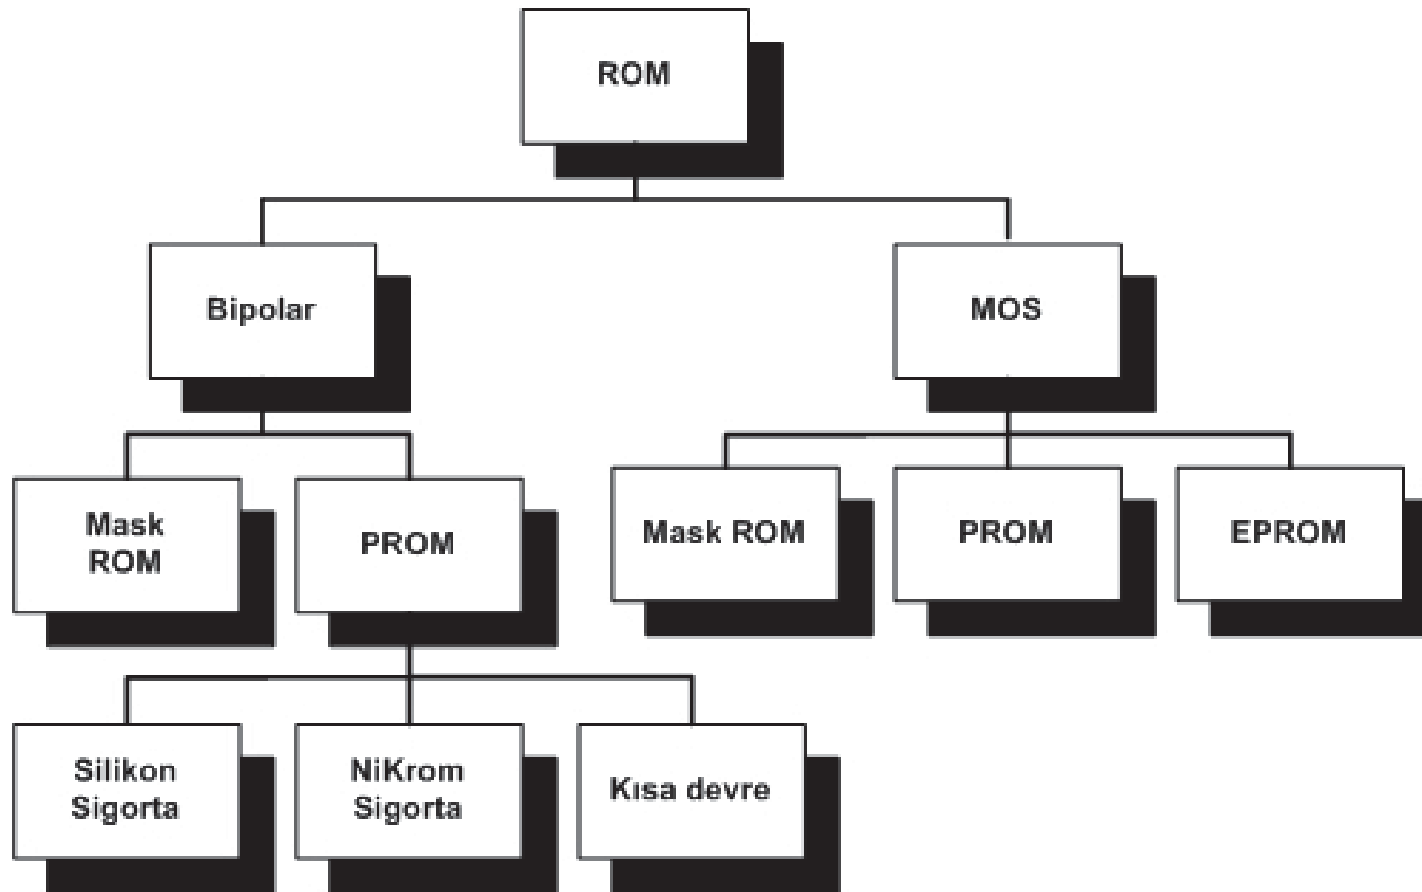 ROM
Bipolar
MOS
Mask
ROM
PROM
Mask ROM
PROM
EPROM
Silikon
Sigorta
NiKrom
Sigorta
Kısa devre